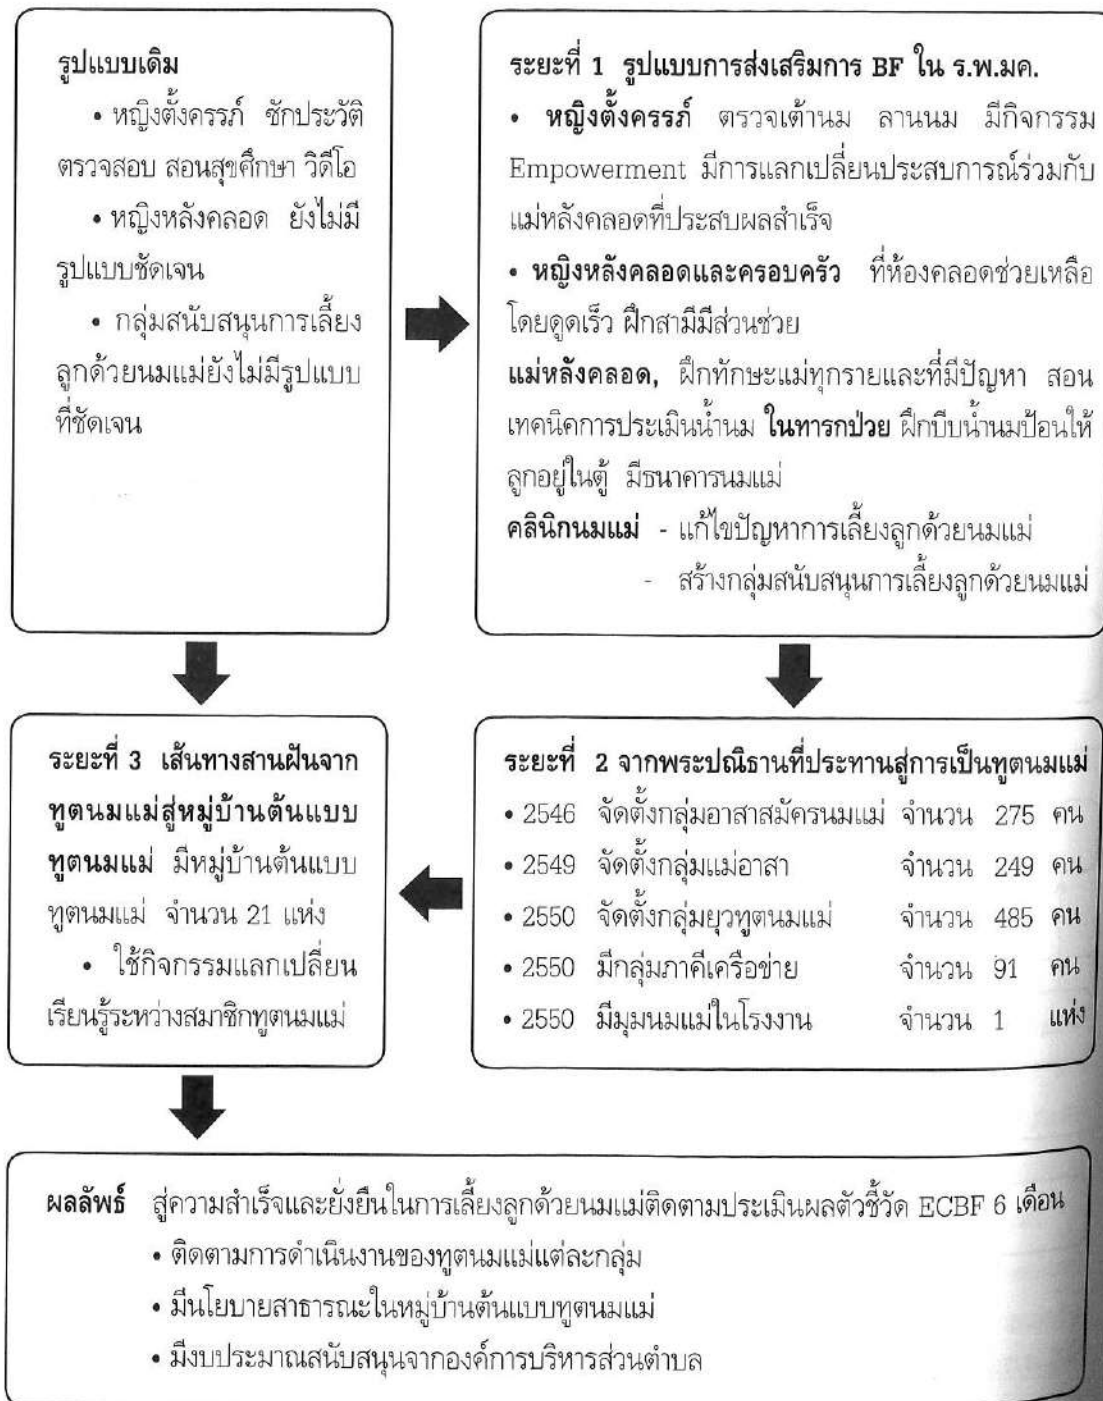 รูปแบบเดิม
• หญิงตั้งครรภ์ ซักประวัติ
ตรวจสอบ สอนสุขศึกษา วิดีโอ
• หญิงหลังคลอด ยังไม่มี
รูปแบบชัดเจน
• กลุ่มสนับสนุนการเลี้ยง
ลูกด้วยนมแม่ยังไม่มีรูปแบบ
ที่ชัดเจน
ระยะที่ 1 รูปแบบการส่งเสริมการ BF ใน ร.พ.มค.
• หญิงตั้งครรภ์ ตรวจเต้านม ลานนม มีกิจกรรม
Empowerment มีการแลกเปลี่ยนประสบการณ์ร่วมกับ
แม่หลังคลอดที่ประสบผลสำเร็จ
• หญิงหลังคลอดและครอบครัว ที่ห้องคลอดช่วยเหลือ
โดยดูดเร็ว ฝึกสามีมีส่วนช่วย
แม่หลังคลอด, ฝึกทักษะแม่ทุกรายและที่มีปัญหา สอน
เทคนิคการประเมินน้ำนม ในทารกป่วย ฝึกบีบน้ำนมป้อนให้
ลูกอยู่ในตู้ มีธนาคารนมแม่
คลินิกนมแม่ - แก้ไขปัญหาการเลี้ยงลูกด้วยนมแม่
- สร้างกลุ่มสนับสนุนการเลี้ยงลูกด้วยนมแม่
ระยะที่ 2 จากพระปณิธานที่ประทานสู่การเป็นทูตนมแม่
• 2546 จัดตั้งกลุ่มอาสาสมัครนมแม่ จำนวน 275 คน
• 2549 จัดตั้งกลุ่มแม่อาสา จำนวน 249 คน
• 2550 จัดตั้งกลุ่มยุวทูตนมแม่ จำนวน 485 คน
• 2550 มีกลุ่มภาคีเครือข่าย จำนวน 91 คน
• 2550 มีมุมนมแม่ในโรงงาน จำนวน 1 แห่ง
ระยะที่ 3 เส้นทางสานฝันจาก
ทูตนมแม่สู่หมู่บ้านต้นแบบ
ทูตนมแม่ มีหมู่บ้านต้นแบบ
ทูตนมแม่ จำนวน 21 แห่ง
• ใช้กิจกรรมแลกเปลี่ยน
เรียนรู้ระหว่างสมาชิกทูตนมแม่
ผลลัพธ์ สู่ความสำเร็จและยั่งยืนในการเลี้ยงลูกด้วยนมแม่ติดตามประเมินผลตัวชี้วัด ECBF 6 เดือน
• ติดตามการดำเนินงานของทูตนมแม่แต่ละกลุ่ม
• มีนโยบายสาธารณะในหมู่บ้านต้นแบบทูตนมแม่
• มีงบประมาณสนับสนุนจากองค์การบริหารส่วนตำบล